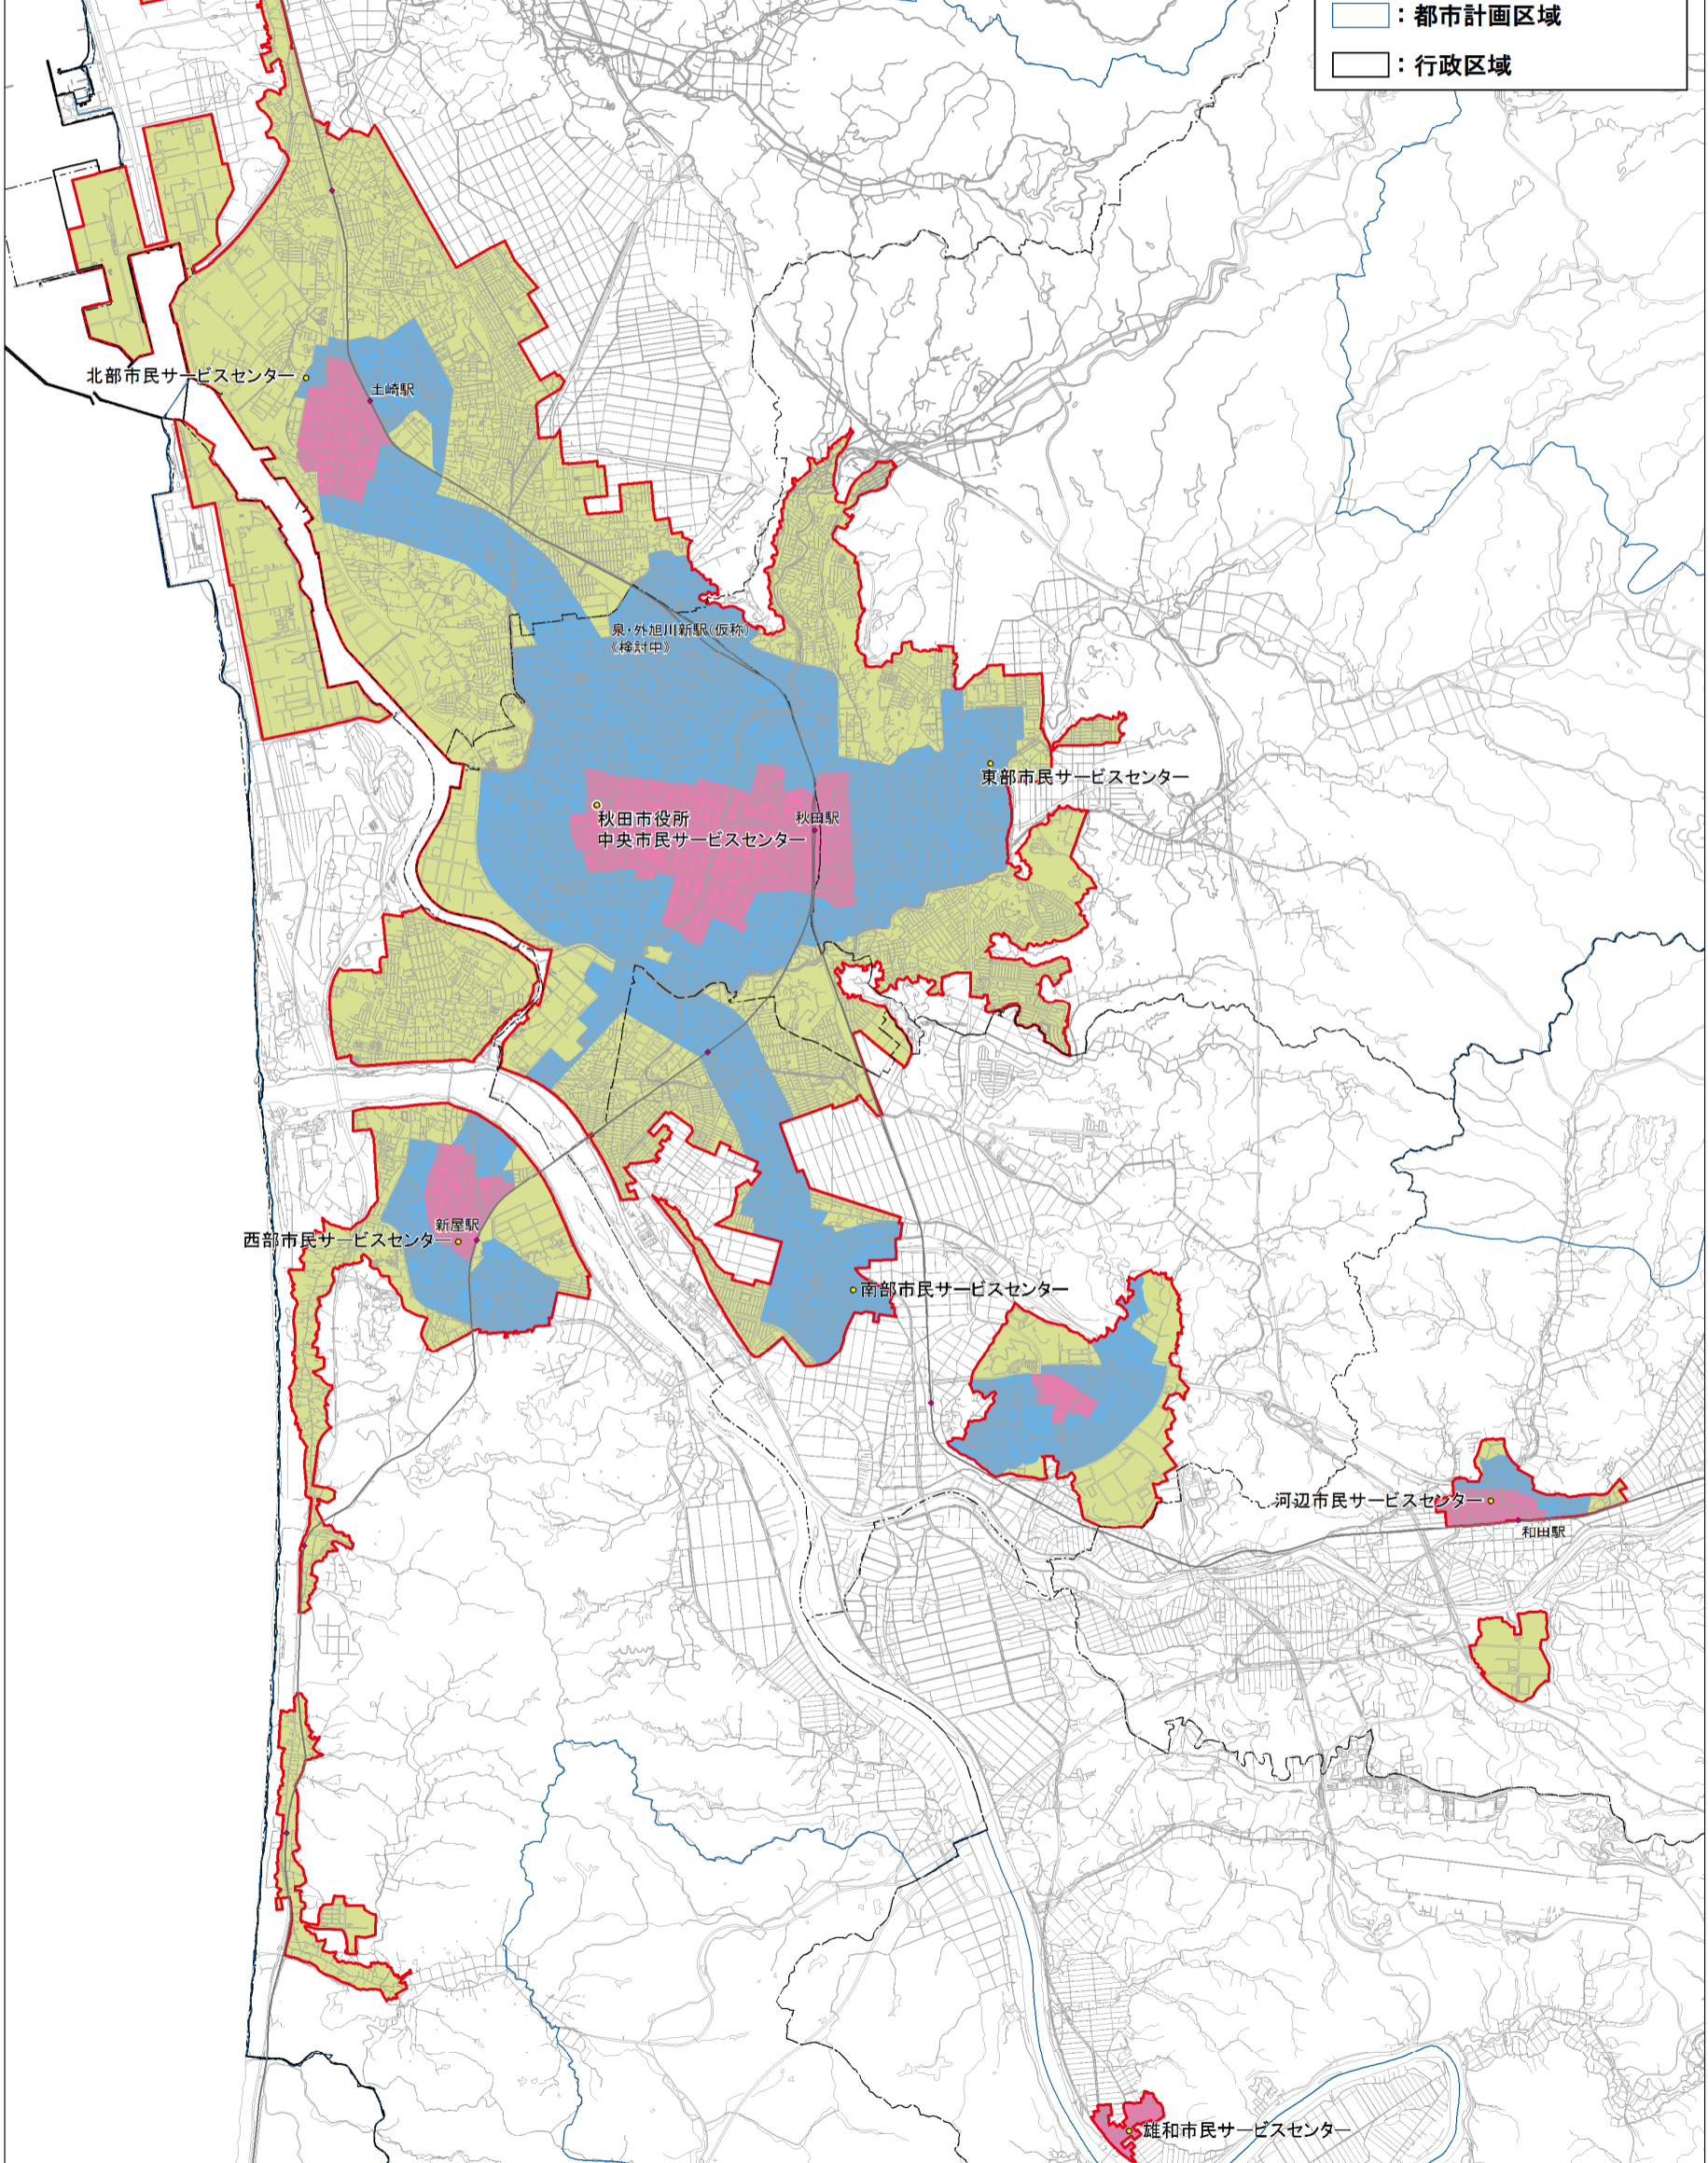 ：都市計画区域
：行政区域
北部市民サービスセンター
土崎駅
泉・外旭川新駅(仮称)
《検討中》
東部市民サービスセンター
秋田市役所
中央市民サービスセンター
秋田駅
新屋駅
西部市民サービスセンター
南部市民サービスセンター
河辺市民サービスセンター
和田駅
雄和市民サービスセンター